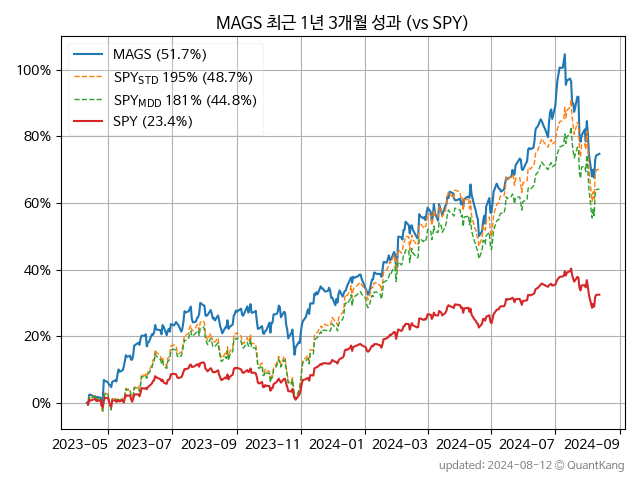 MAGS 최근 1년 3개월 성과 (vs SPY)
MAGS (51.7%)
SPY_STD 195% (48.7%)
SPY_MDD 181% (44.8%)
SPY (23.4%)
100%
80%
60%
40%
20%
0%
2023-05 2023-07 2023-09 2023-11 2024-01 2024-03 2024-05 2024-07 2024-09
updated: 2024-08-12 © QuantKang